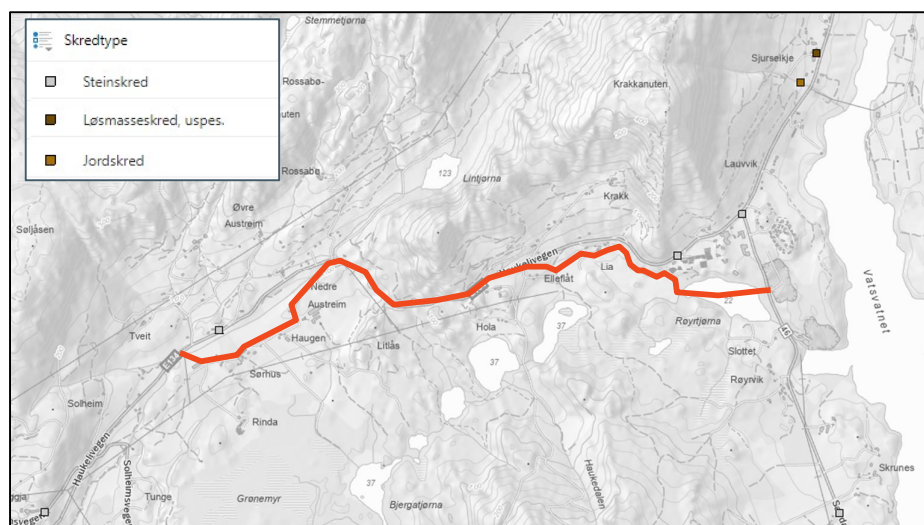 Skredtype
Steinskred
Løsmasseskred, uspes.
Jordskred
Stemmetjørna
Rossabø-
uten
Rossabø
Krakkanuten
Sjurseikje
Lauvvik
123
Lintjørna
Krakk
Øvre
Austreim
Søljåsen
Haukelivegen
Elleflåt
Lia
Nedre
Austreim
22
Røyrtjørna
Vatsvatnet
Tveit
Haugen
Litlås
Hola
37
37
46
E134
Sørhus
Slottet
Røyrvik
Solheim
Rinda
Haukelivegen
Solheimsvegen
Haukedalen
Skrunes
37
Tunge
Grønemyr
Bjergatjørna